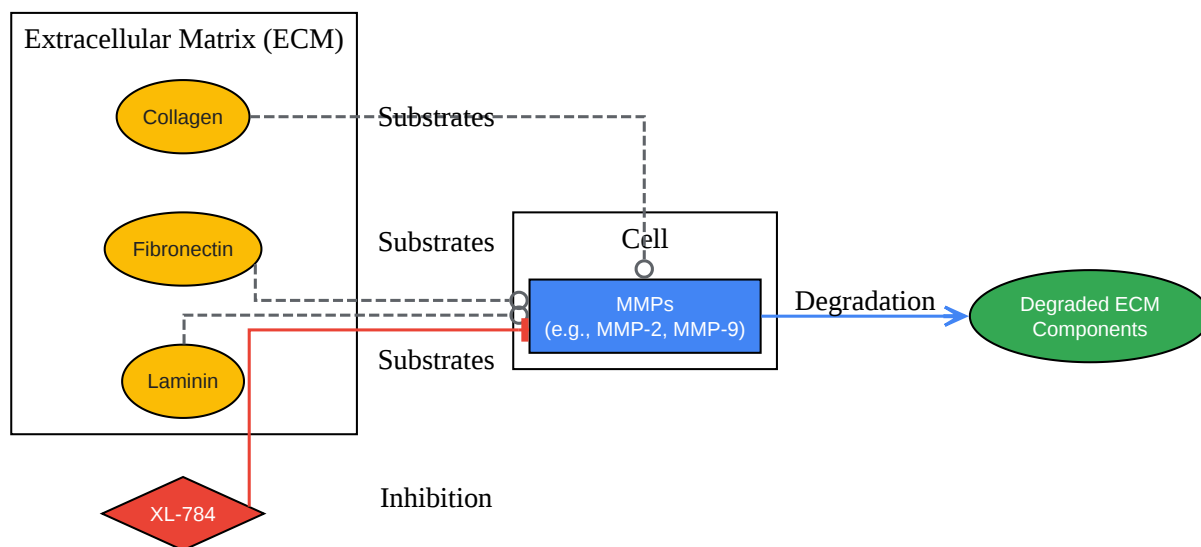 Extracellular Matrix (ECM)
Collagen
Substrates
Fibronectin
Substrates
Cell
MMPs
(e.g., MMP-2, MMP-9)
Degradation
Degraded ECM
Components
Laminin
Substrates
XL-784
Inhibition